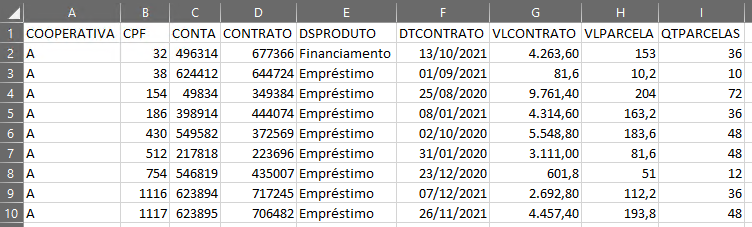 A B C D E F G H I
1 COOPERATIVA CPF CONTA CONTRATO DSPRODUTO DTCONTRATO VLCONTRATO VLPARCELA QTPARCELAS
2 A 32 496314 677366 Financiamento 13/10/2021 4.263,60 153 36
3 A 38 624412 644724 Empréstimo 01/09/2021 81,6 10,2 10
4 A 154 49834 349384 Empréstimo 25/08/2020 9.761,40 204 72
5 A 186 398914 444074 Empréstimo 08/01/2021 4.314,60 163,2 36
6 A 430 549582 372569 Empréstimo 02/10/2020 5.548,80 183,6 48
7 A 512 217818 223696 Empréstimo 31/01/2020 3.111,00 81,6 48
8 A 754 546819 435007 Empréstimo 23/12/2020 601,8 51 12
9 A 1116 623894 717245 Empréstimo 07/12/2021 2.692,80 112,2 36
10 A 1117 623895 706482 Empréstimo 26/11/2021 4.457,40 193,8 48